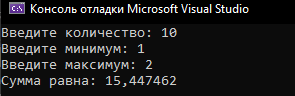 Консоль отладки Microsoft Visual Studio
Введите количество: 10
Введите минимум: 1
Введите максимум: 2
Сумма равна: 15,447462